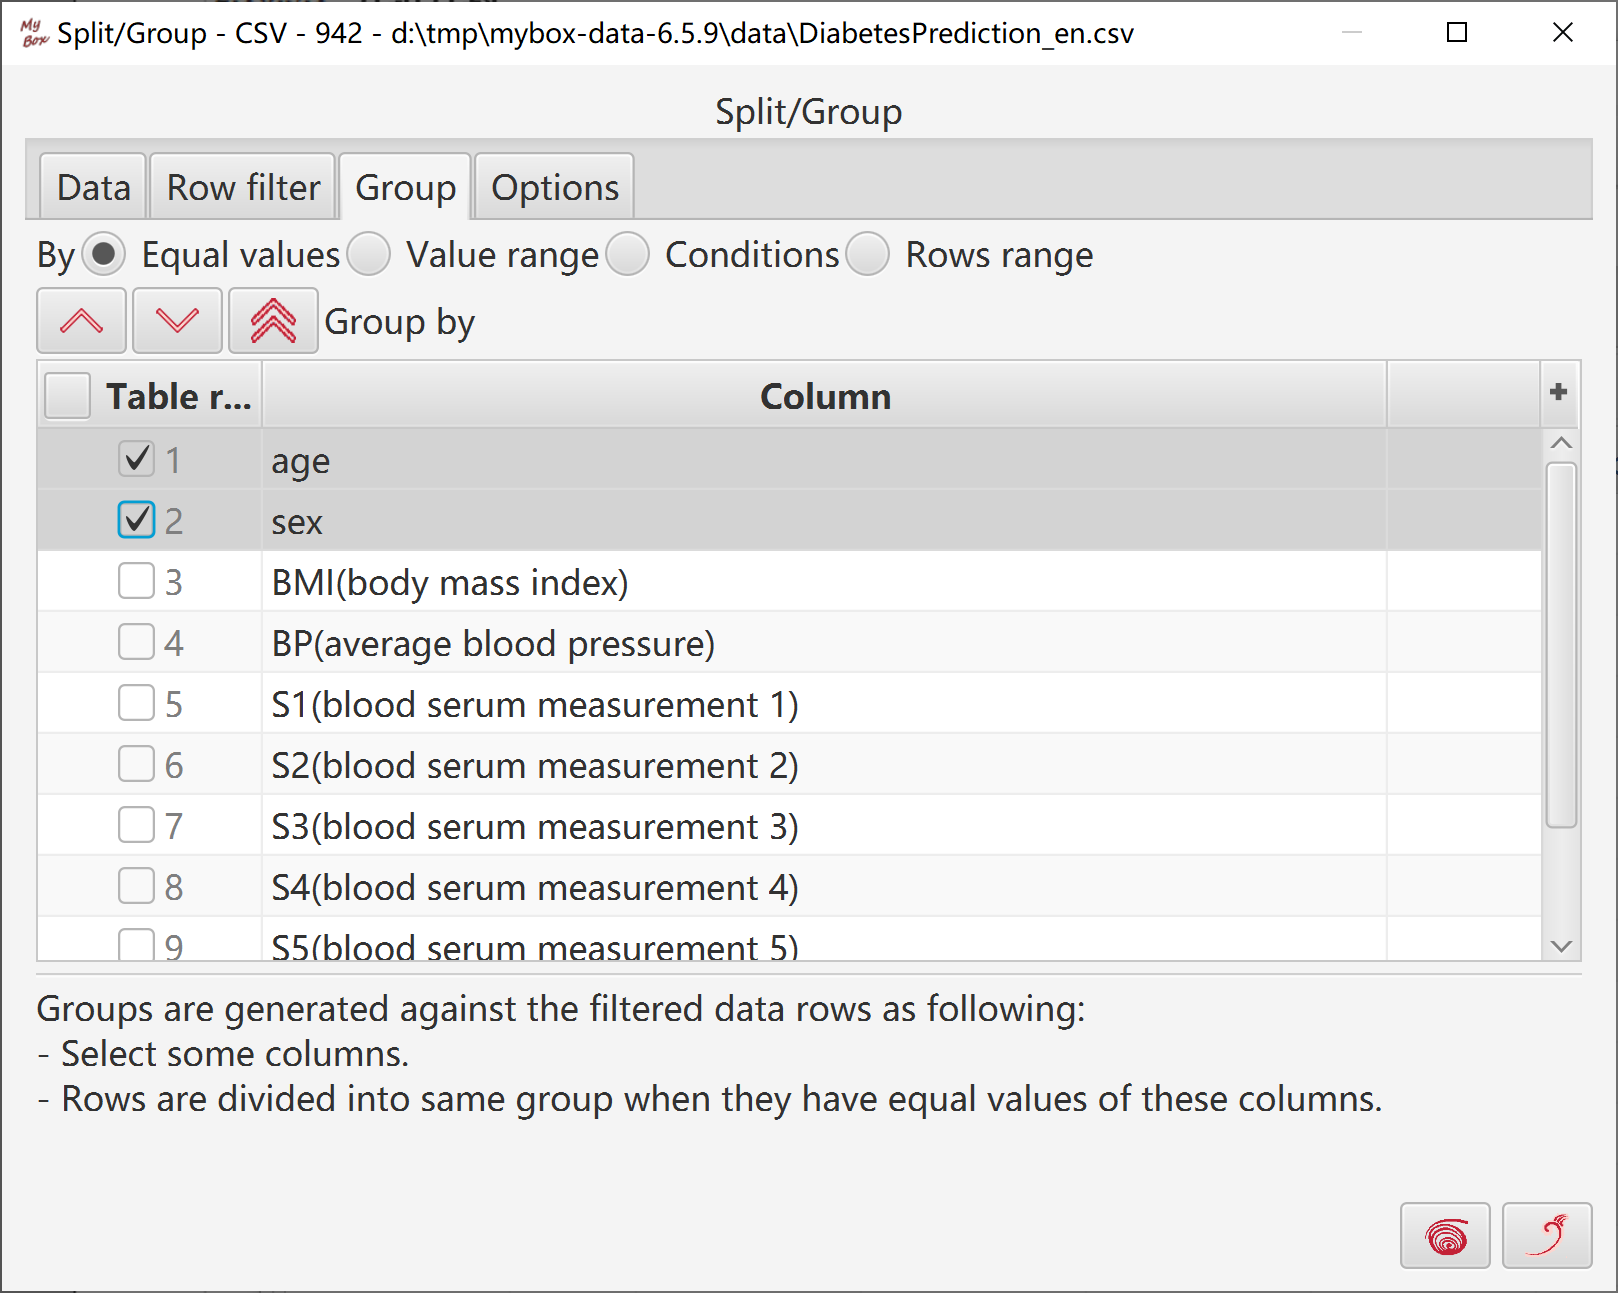 My Box Split/Group - CSV - 942 - d:\tmp\mybox-data-6.5.9\data\DiabetesPrediction_en.csv
Split/Group
Data Row filter Group Options
By Equal values Value range Conditions Rows range
Group by
Table r... Column
1 age
2 sex
3 BMI(body mass index)
4 BP(average blood pressure)
5 S1(blood serum measurement 1)
6 S2(blood serum measurement 2)
7 S3(blood serum measurement 3)
8 S4(blood serum measurement 4)
9 S5(blood serum measurement 5)
Groups are generated against the filtered data rows as following:
- Select some columns.
- Rows are divided into same group when they have equal values of these columns.